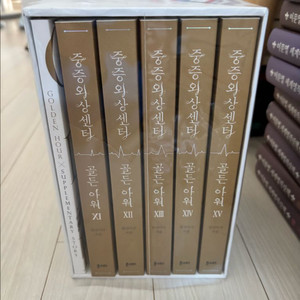 GOLDEN HOUR × SUPPLEMENTARY STORY
중증외상센터 골든아워 XI
중증외상센터 골든아워 XII
중증외상센터 골든아워 XIII
중증외상센터 골든아워 XIV
중증외상센터 골든아워 XV